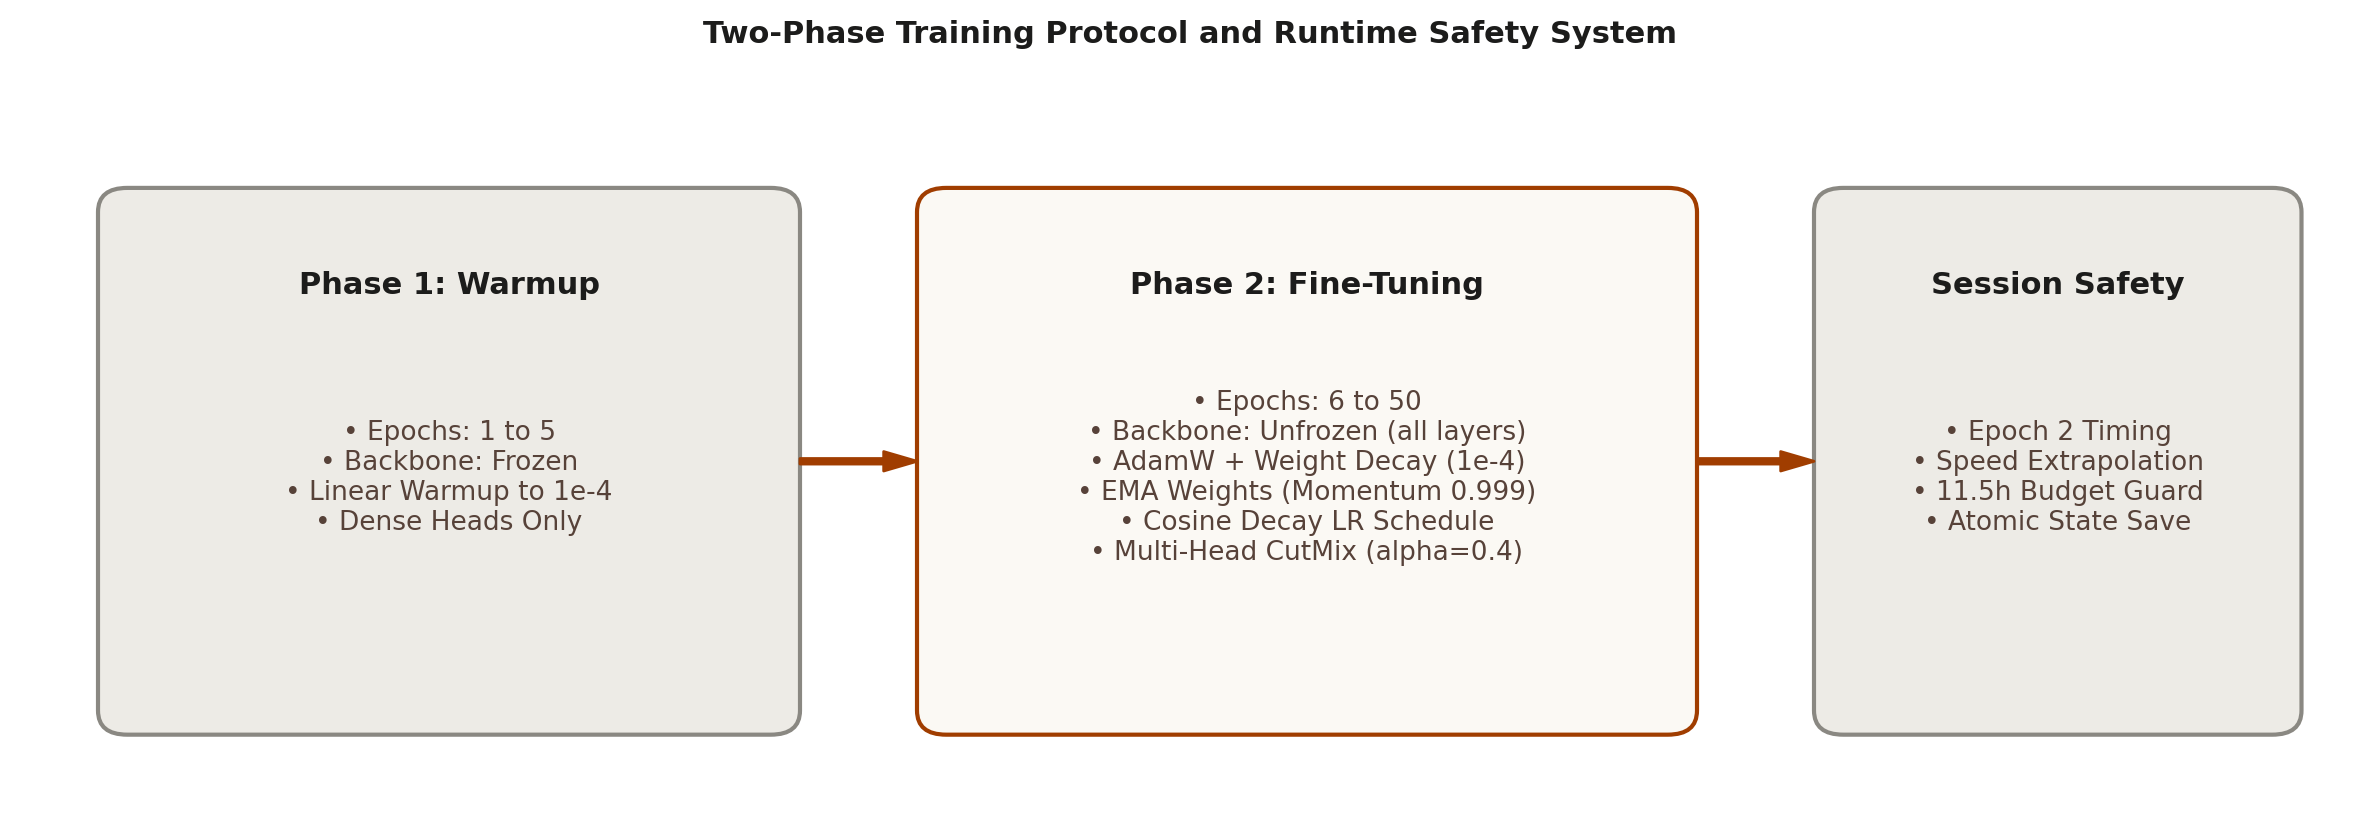 Two-Phase Training Protocol and Runtime Safety System
Phase 1: Warmup
• Epochs: 1 to 5
• Backbone: Frozen
• Linear Warmup to 1e-4
• Dense Heads Only
Phase 2: Fine-Tuning
• Epochs: 6 to 50
• Backbone: Unfrozen (all layers)
• AdamW + Weight Decay (1e-4)
• EMA Weights (Momentum 0.999)
• Cosine Decay LR Schedule
• Multi-Head CutMix (alpha=0.4)
Session Safety
• Epoch 2 Timing
• Speed Extrapolation
• 11.5h Budget Guard
• Atomic State Save